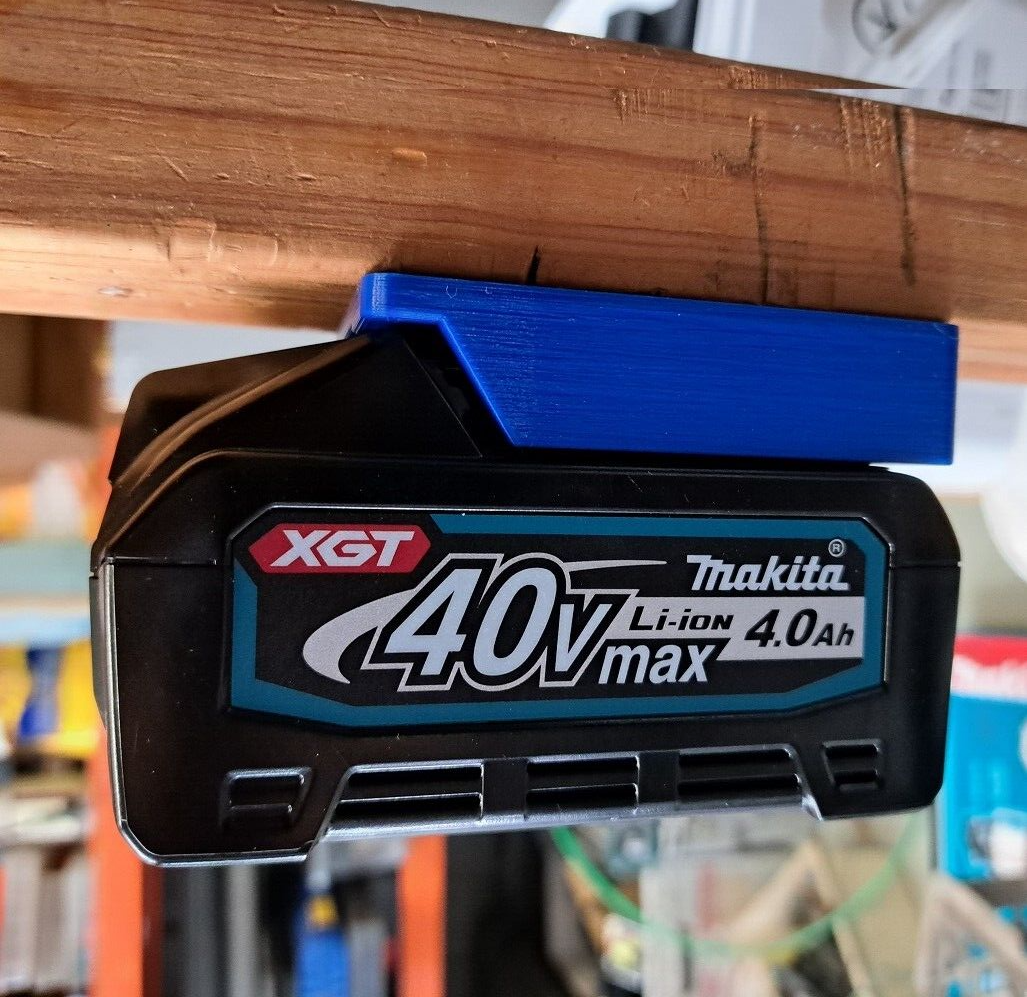 XGT
40v max
Makita®
Li-ion 4.0Ah